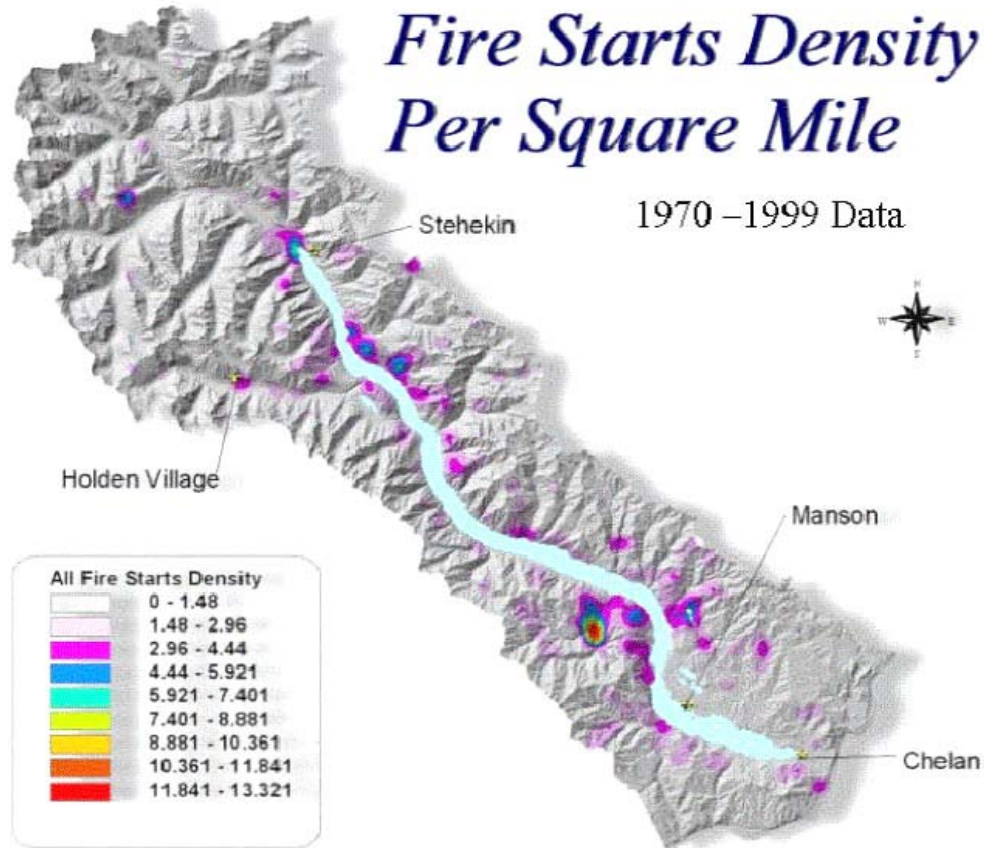 Fire Starts Density
Per Square Mile
1970 –1999 Data
Stehekin
N
W E
S
Holden Village
Manson
Chelan
All Fire Starts Density
0 - 1.48
1.48 - 2.96
2.96 - 4.44
4.44 - 5.921
5.921 - 7.401
7.401 - 8.881
8.881 - 10.361
10.361 - 11.841
11.841 - 13.321